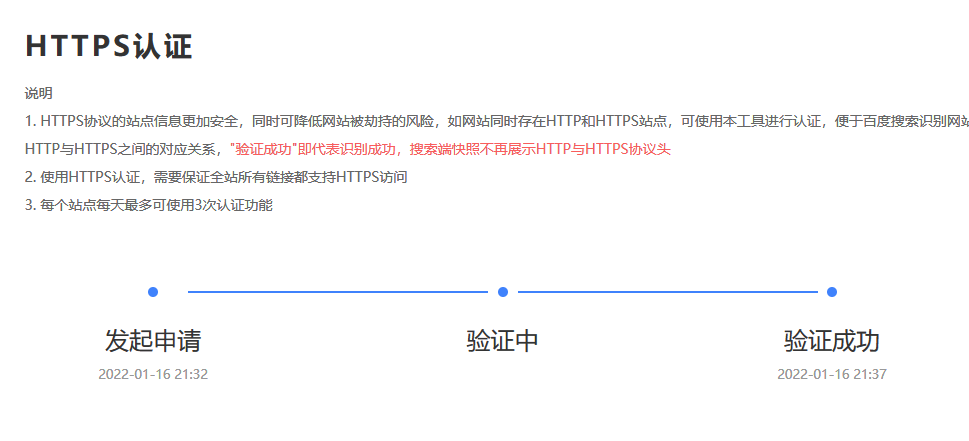 HTTPS认证
说明
1. HTTPS协议的站点信息更加安全，同时可降低网站被劫持的风险，如网站同时存在HTTP和HTTPS站点，可使用本工具进行认证，便于百度搜索识别网站
HTTP与HTTPS之间的对应关系，"验证成功"即代表识别成功，搜索端快照不再展示HTTP与HTTPS协议头
2. 使用HTTPS认证，需要保证全站所有链接都支持HTTPS访问
3. 每个站点每天最多可使用3次认证功能
发起申请 验证中 验证成功
2022-01-16 21:32 2022-01-16 21:37